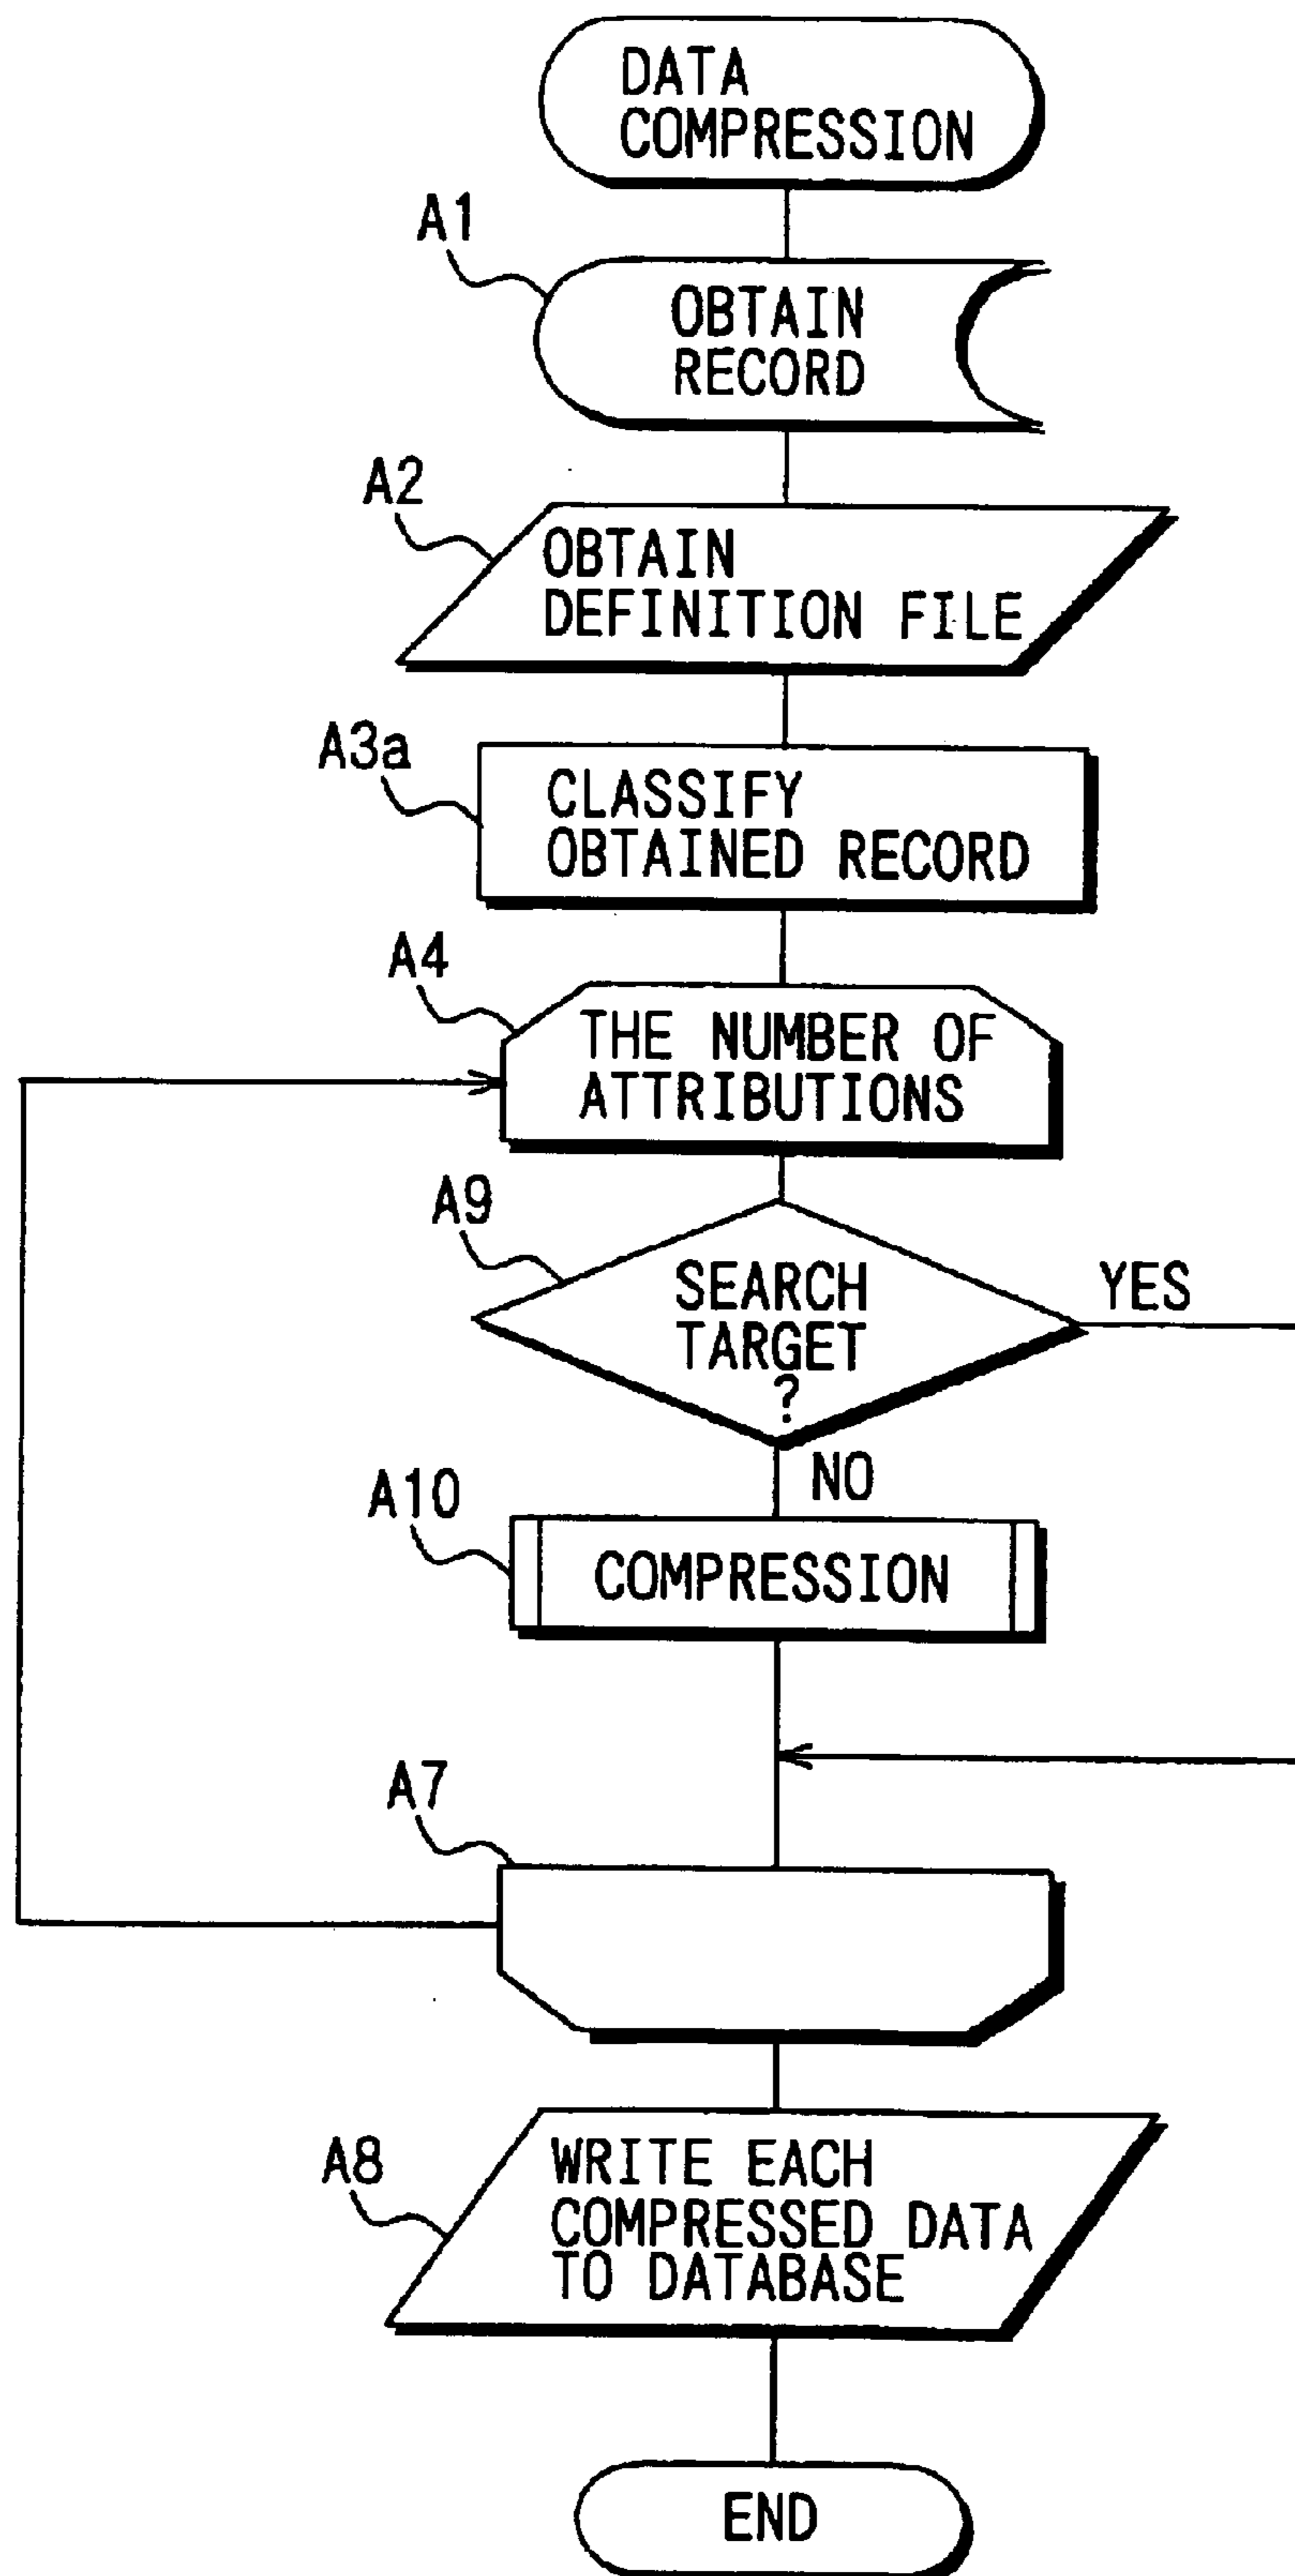 DATA
COMPRESSION
A1
OBTAIN
RECORD
A2
OBTAIN
DEFINITION FILE
A3a
CLASSIFY
OBTAINED RECORD
A4
THE NUMBER OF
ATTRIBUTIONS
A9
SEARCH
TARGET
?
YES
NO
A10
COMPRESSION
A7
A8
WRITE EACH
COMPRESSED DATA
TO DATABASE
END